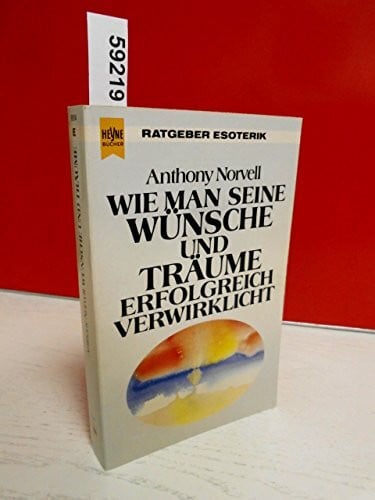 59219
HEYNE
BÜCHER
RATGEBER ESOTERIK
Anthony Norvell
WIE MAN SEINE
WÜNSCHE
UND
TRÄUME
ERFOLGREICH
VERWIRKLICHT